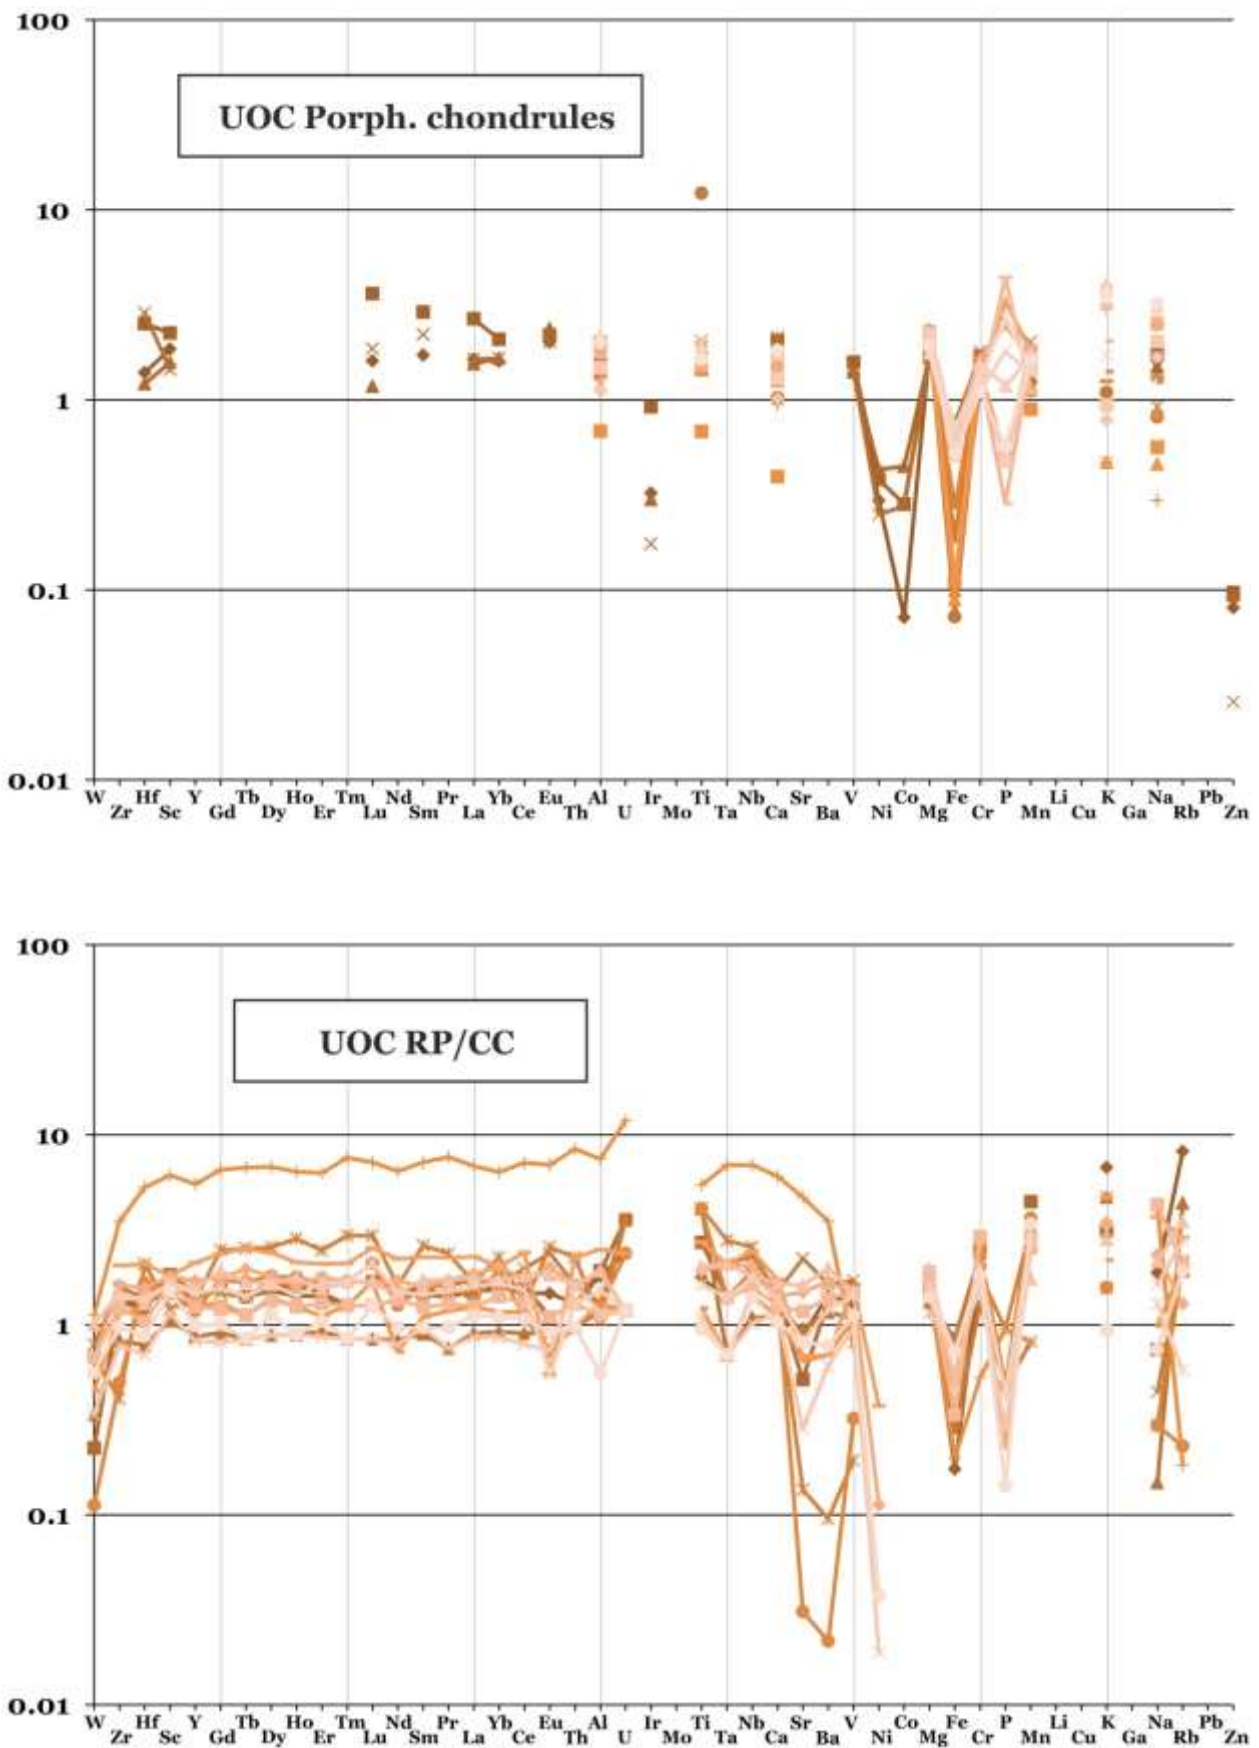 100
UOC Porph. chondrules
10
1
0.1
0.01
W Hf Y Tb Ho Tm Nd Pr Yb Eu Al Ir Ti Nb Sr V Co Fe P Li K Na Pb
Zr Sc Gd Dy Er Lu Sm La Ce Th U Mo Ta Ca Ba Ni Mg Cr Mn Cu Ga Rb Zn
100
UOC RP/CC
10
1
0.1
0.01
W Hf Y Tb Ho Tm Nd Pr Yb Eu Al Ir Ti Nb Sr V Co Fe P Li K Na Pb
Zr Sc Gd Dy Er Lu Sm La Ce Th U Mo Ta Ca Ba Ni Mg Cr Mn Cu Ga Rb Zn